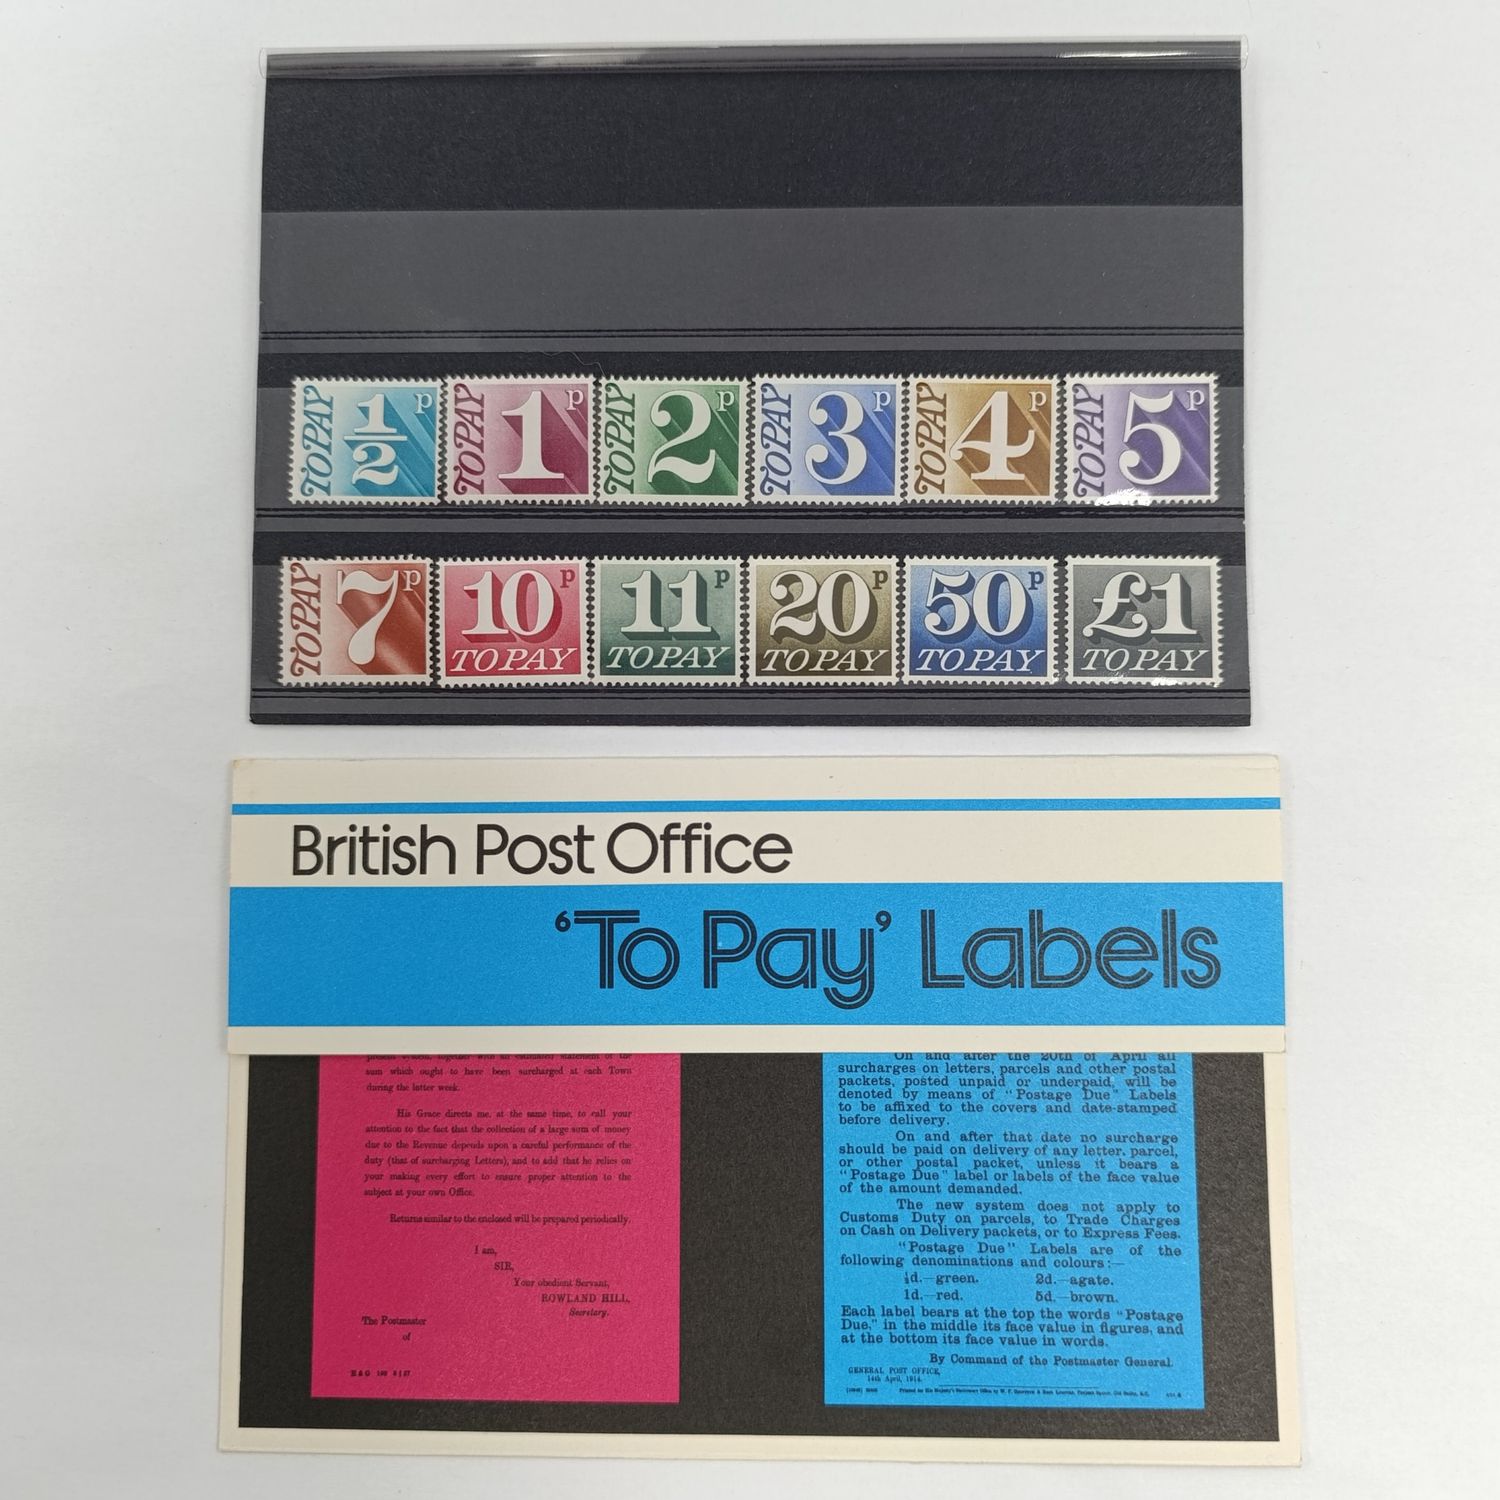 TO PAY 1/2 p
TO PAY 1 p
TO PAY 2 p
TO PAY 3 p
TO PAY 4 p
TO PAY 5 p
TO PAY 7 p
10 p
TO PAY
11 p
TO PAY
20 p
TO PAY
50 p
TO PAY
£1
TO PAY
British Post Office
‘To Pay’ Labels
present system, together with an estimated statement of the
sum which ought to have been surcharged at each Town
during the latter week.
His Grace directs me, at the same time, to call your
attention to the fact that the collection of a large sum of money
due to the Revenue depends upon a careful performance of the
duty (that of surcharging Letters), and to add that he relies on
your making every effort to ensure proper attention to the
subject at your own Office.
Returns similar to the enclosed will be prepared periodically.
I am,
SIR,
Your obedient Servant,
ROWLAND HILL,
Secretary.
The Postmaster
of
On and after the 20th of April all
surcharges on letters, parcels and other postal
packets, posted unpaid or underpaid, will be
denoted by means of "Postage Due" Labels
to be affixed to the covers and date-stamped
before delivery.
On and after that date no surcharge
should be paid on delivery of any letter, parcel,
or other postal packet, unless it bears a
"Postage Due" label or labels of the face value
of the amount demanded.
The new system does not apply to
Customs Duty on parcels, to Trade Charges
on Cash on Delivery packets, or to Express Fees.
"Postage Due" Labels are of the
following denominations and colours:—
½d.—green. 2d.—agate.
1d.—red. 5d.—brown.
Each label bears at the top the words "Postage
Due," in the middle its face value in figures, and
at the bottom its face value in words.
By Command of the Postmaster General.
GENERAL POST OFFICE,
14th April, 1914.